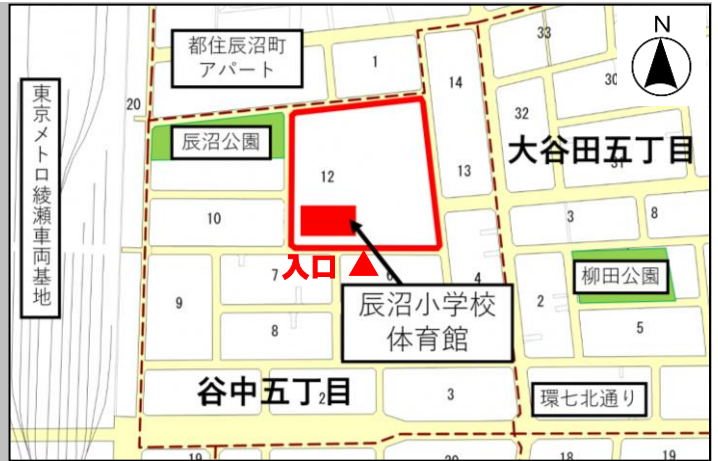 N
都住辰沼町
アパート
1
14
33
30
32
20
東京メトロ綾瀬車両基地
辰沼公園
12
13
大谷田五丁目
31
10
3
8
入口
7
6
4
柳田公園
9
2
辰沼小学校
体育館
8
5
谷中五丁目
2
3
環七北通り
19
20
18
19